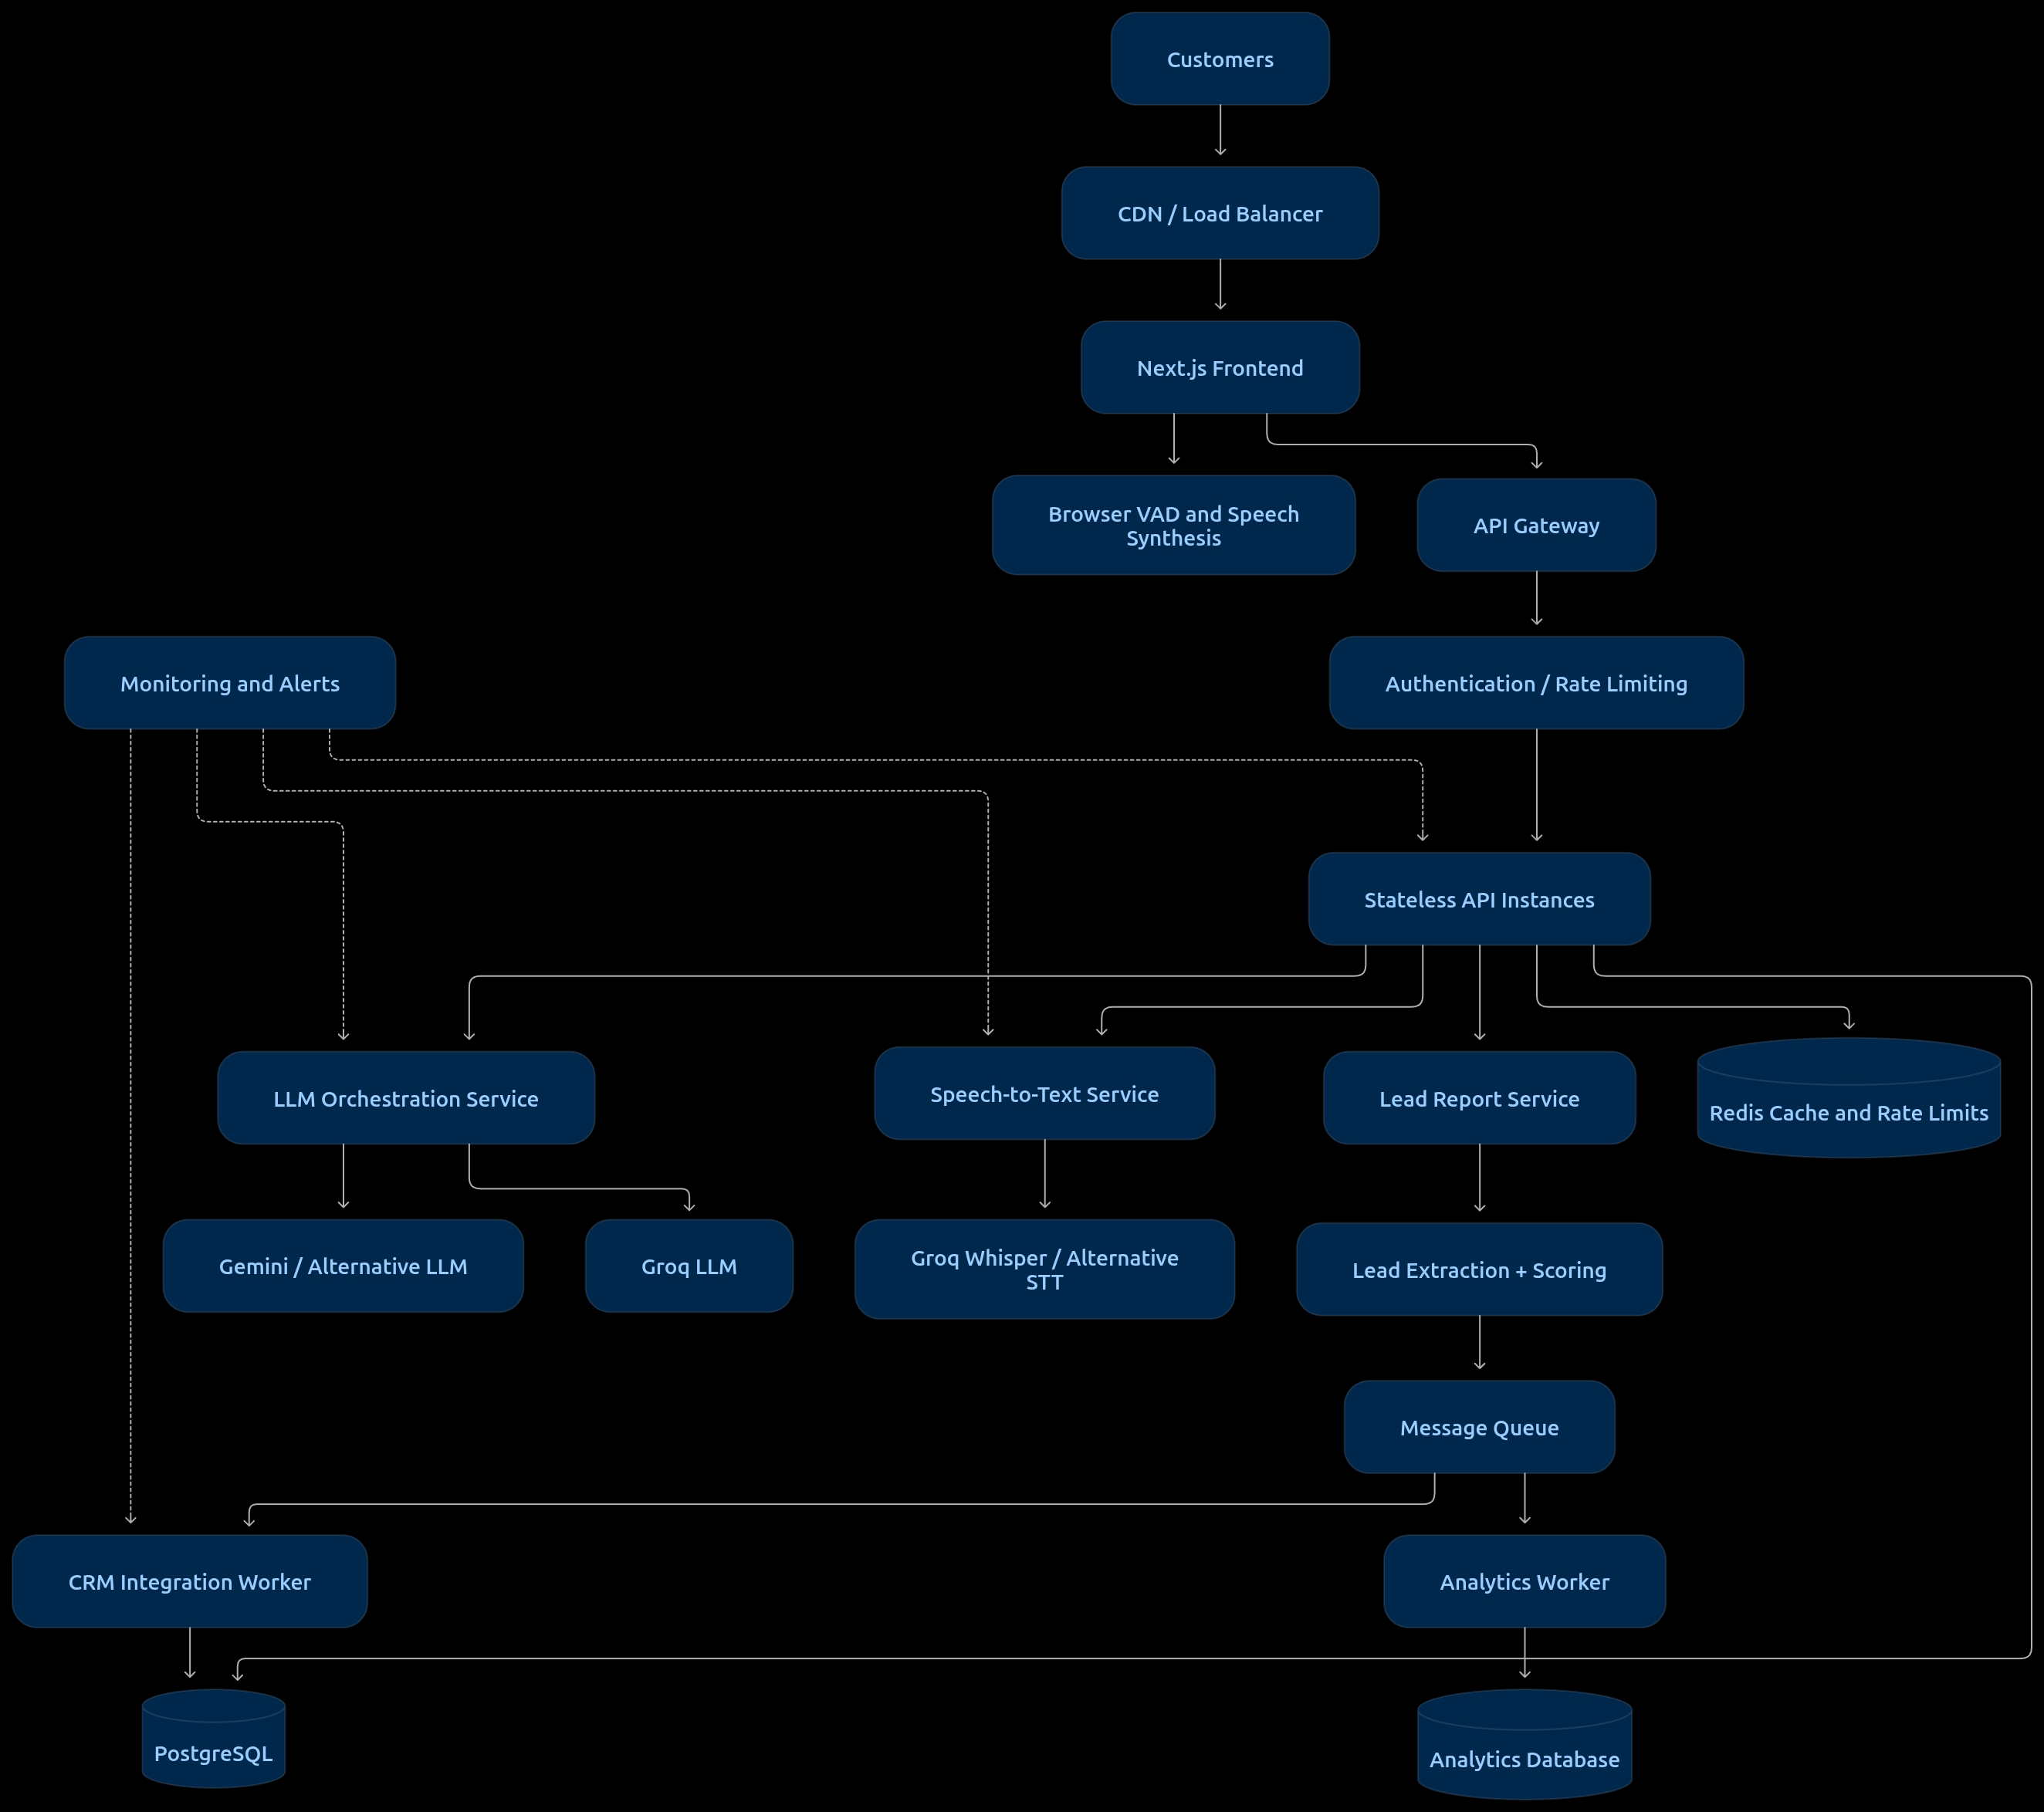 Customers
CDN / Load Balancer
Next.js Frontend
Browser VAD and Speech
Synthesis
API Gateway
Monitoring and Alerts
Authentication / Rate Limiting
Stateless API Instances
LLM Orchestration Service
Speech-to-Text Service
Lead Report Service
Redis Cache and Rate Limits
Gemini / Alternative LLM
Groq LLM
Groq Whisper / Alternative
STT
Lead Extraction + Scoring
Message Queue
CRM Integration Worker
Analytics Worker
PostgreSQL
Analytics Database